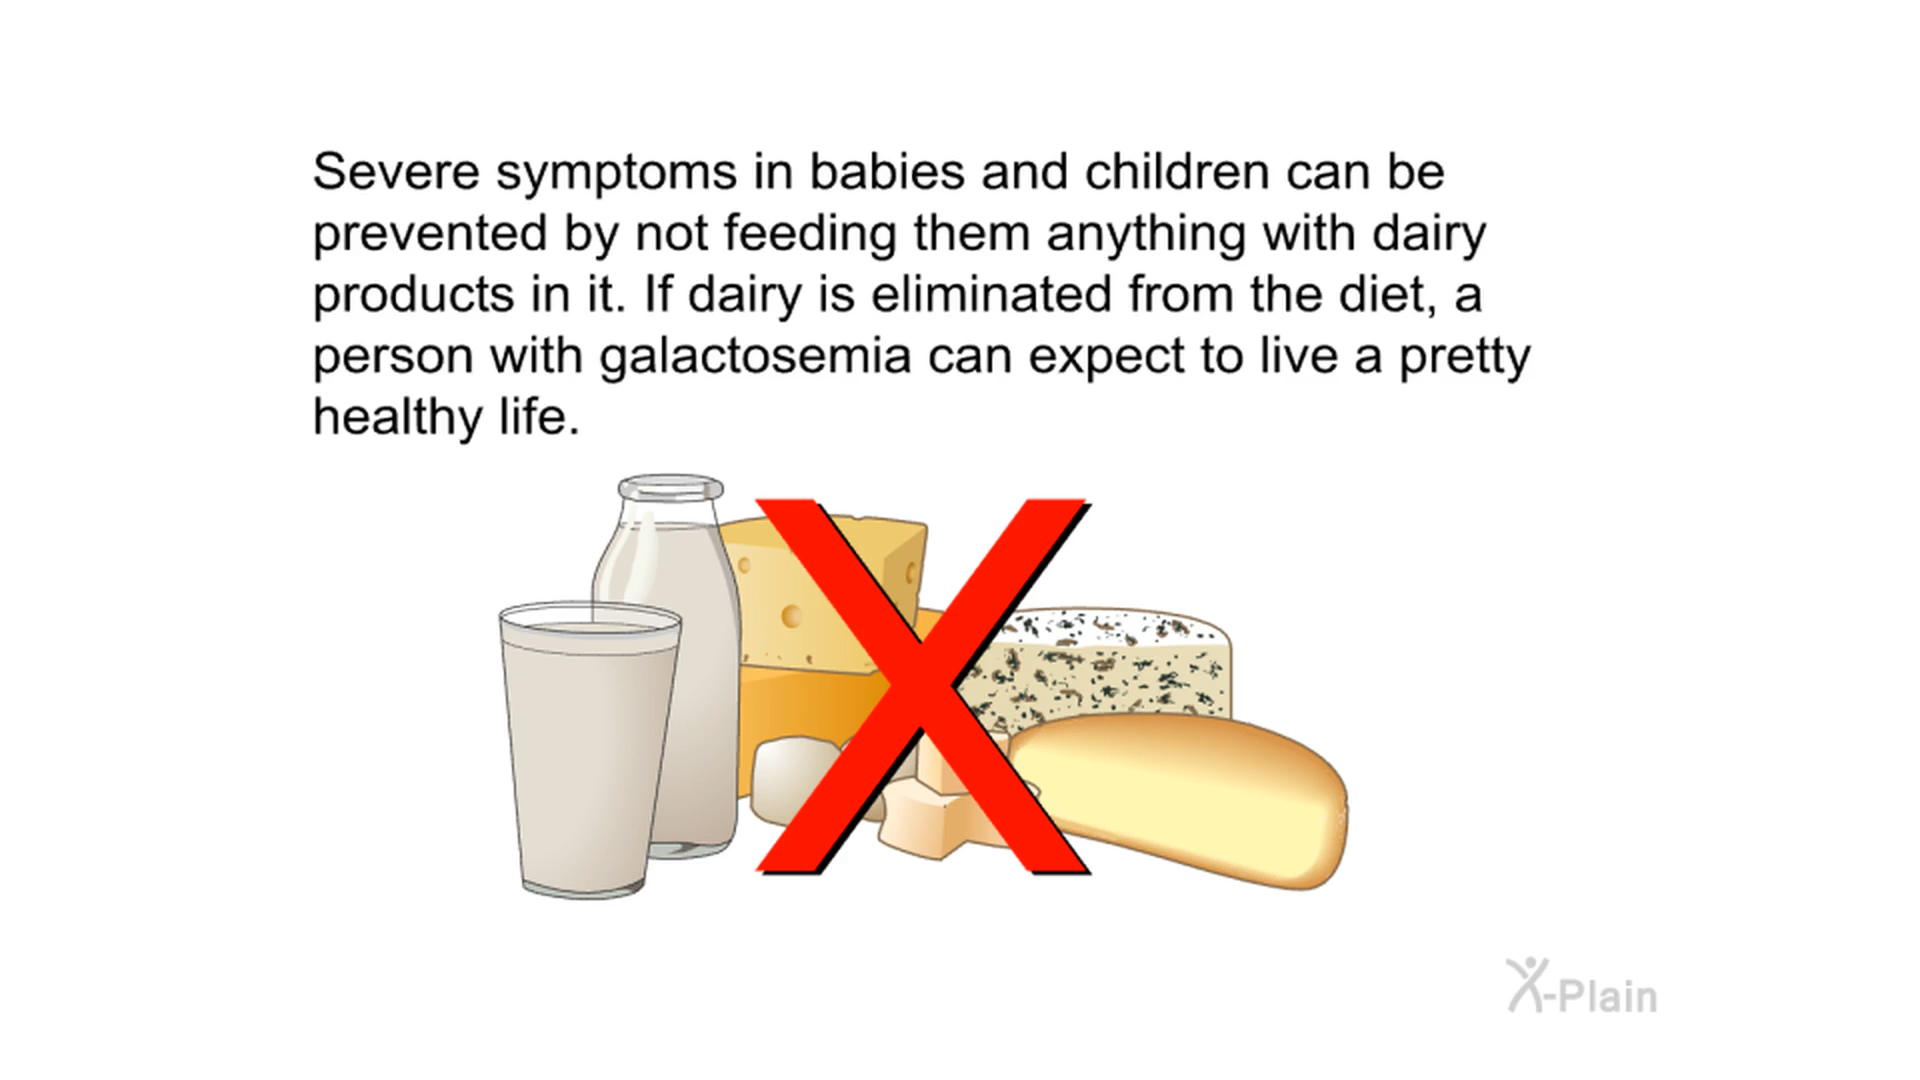 Severe symptoms in babies and children can be
prevented by not feeding them anything with dairy
products in it. If dairy is eliminated from the diet, a
person with galactosemia can expect to live a pretty
healthy life.
X-Plain